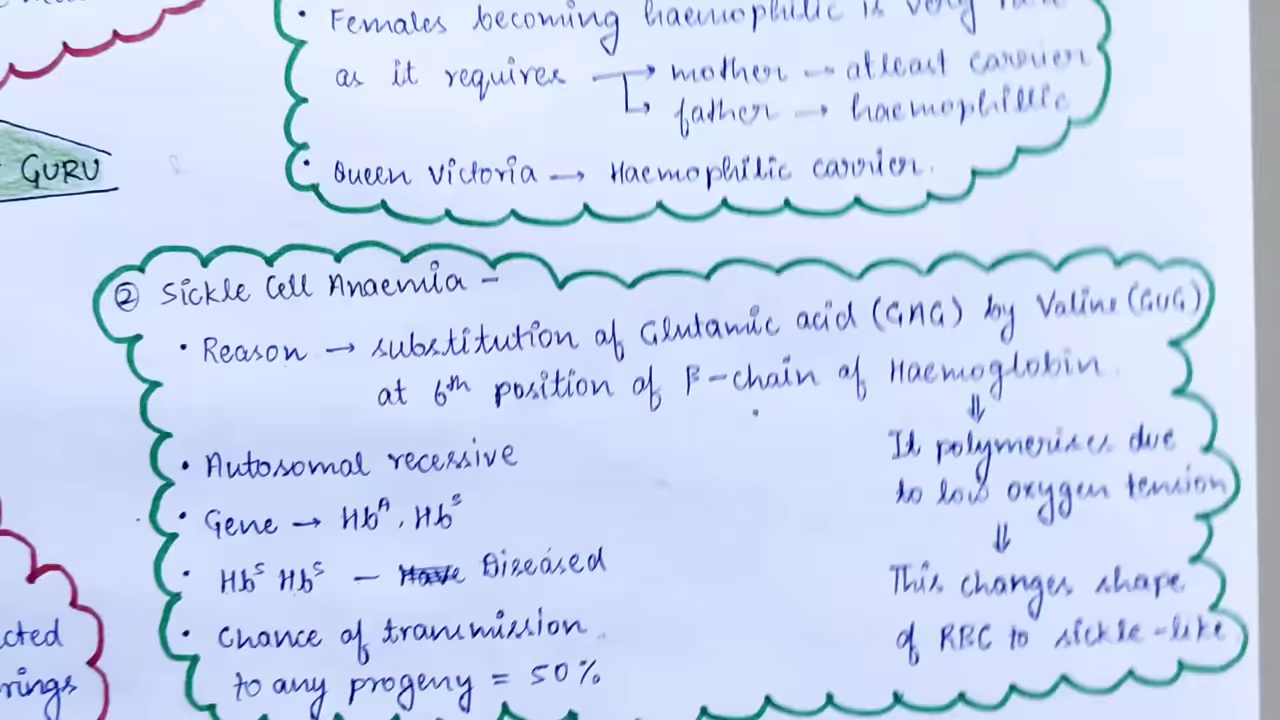 Females becoming haemophilic is very
as it requires → mother → atleast carrier
↳ father → haemophillic
• Queen Victoria → Haemophilic carrier.
GURU
② Sickle Cell Anaemia -
• Reason → substitution of Glutamic acid (GAG) by Valine (GUG)
at 6th position of β-chain of Haemoglobin.
⇓
It polymerises due
to low oxygen tension
⇓
This changes shape
of RBC to sickle-like
• Autosomal recessive
• Gene → Hbᴬ, Hbˢ
• Hbˢ Hbˢ - Diseased
• Chance of transmission
to any progeny = 50%
cted
rings